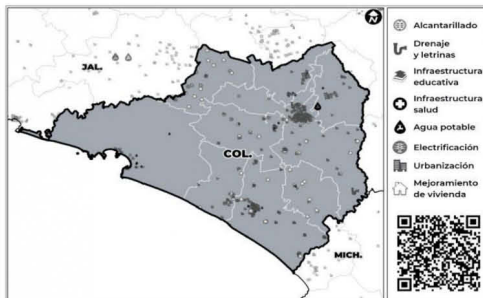 JAL.
COL.
MICH.
Alcantarillado
Drenaje
y letrinas
Infraestructura
educativa
Infraestructura
salud
Agua potable
Electrificación
Urbanización
Mejoramiento
de vivienda